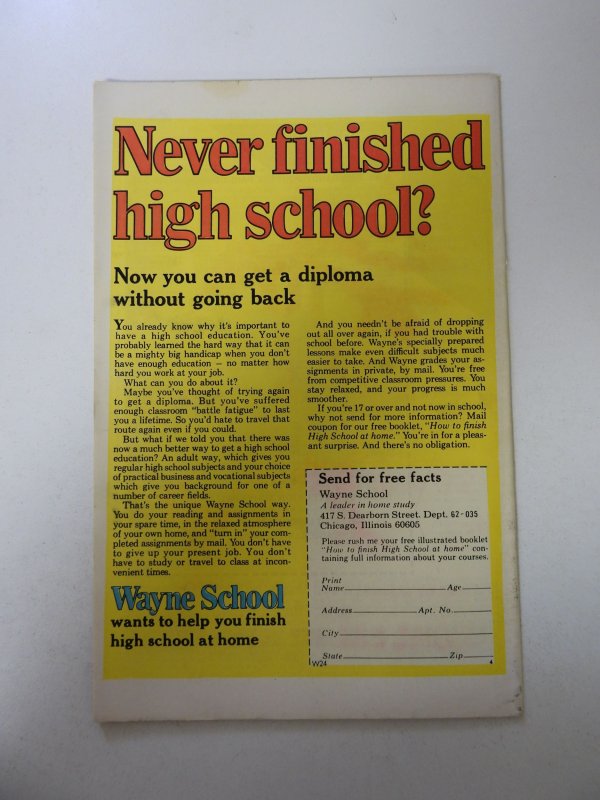 Never finished
high school?
Now you can get a diploma
without going back
You already know why it's important to
have a high school education. You've
probably learned the hard way that it can
be a mighty big handicap when you don't
have enough education — no matter how
hard you work at your job.
What can you do about it?
Maybe you've thought of trying again
to get a diploma. But you've suffered
enough classroom "battle fatigue" to last
you a lifetime. So you'd hate to travel that
route again even if you could.
But what if we told you that there was
now a much better way to get a high school
education? An adult way, which gives you
regular high school subjects and your choice
of practical business and vocational subjects
which give you background for one of a
number of career fields.
That's the unique Wayne School way.
You do your reading and assignments in
your spare time, in the relaxed atmosphere
of your own home, and "turn in" your com-
pleted assignments by mail. You don't have
to give up your present job. You don't
have to study or travel to class at incon-
venient times.
Wayne School
wants to help you finish
high school at home
And you needn't be afraid of dropping
out all over again, if you had trouble with
school before. Wayne's specially prepared
lessons make even difficult subjects much
easier to take. And Wayne grades your as-
signments in private, by mail. You're free
from competitive classroom pressures. You
stay relaxed, and your progress is much
smoother.
If you're 17 or over and not now in school,
why not send for more information? Mail
coupon for our free booklet, "How to finish
High School at home." You're in for a pleas-
ant surprise. And there's no obligation.
Send for free facts
Wayne School
A leader in home study
417 S. Dearborn Street. Dept. 62-035
Chicago, Illinois 60605
Please rush me your free illustrated booklet
"How to finish High School at home" con-
taining full information about your courses.
Print
Name Age
Address Apt. No.
City
State Zip
W24 4